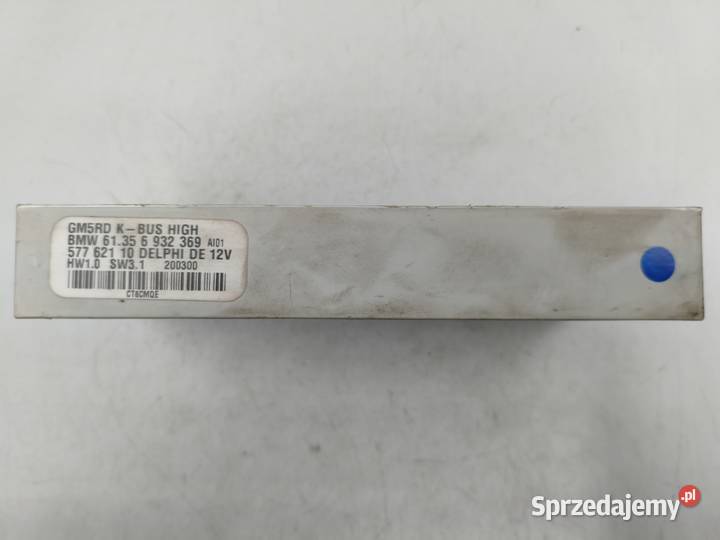 GM5RD K-BUS HIGH
BMW 61.35 6 932 369 AI01
577 621 10 DELPHI DE 12V
HW1.0 SW3.1 200300
CT8CMQE
Sprzedajemy.pl